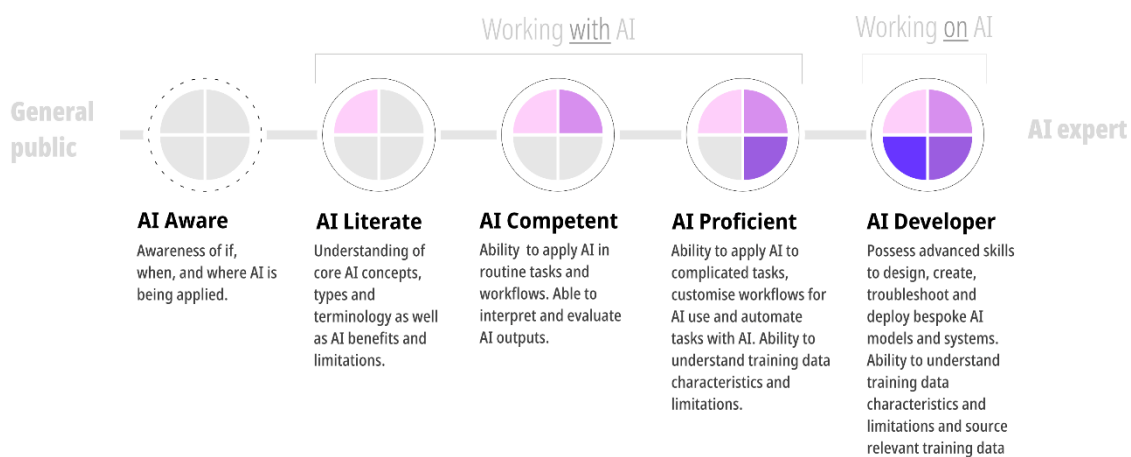 Working with AI
Working on AI
General
public
AI expert
AI Aware
Awareness of if,
when, and where AI is
being applied.
AI Literate
Understanding of
core AI concepts,
types and
terminology as well
as AI benefits and
limitations.
AI Competent
Ability to apply AI in
routine tasks and
workflows. Able to
interpret and evaluate
AI outputs.
AI Proficient
Ability to apply AI to
complicated tasks,
customise workflows for
AI use and automate
tasks with AI. Ability to
understand training data
characteristics and
limitations.
AI Developer
Possess advanced skills
to design, create,
troubleshoot and
deploy bespoke AI
models and systems.
Ability to understand
training data
characteristics and
limitations and source
relevant training data